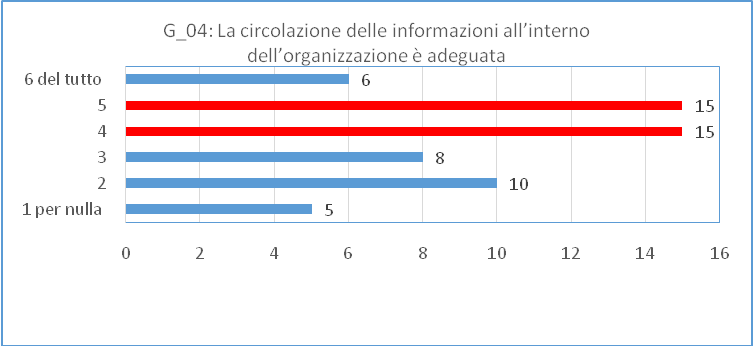 G_04: La circolazione delle informazioni all’interno
dell’organizzazione è adeguata
6 del tutto 6
5 15
4 15
3 8
2 10
1 per nulla 5
0 2 4 6 8 10 12 14 16